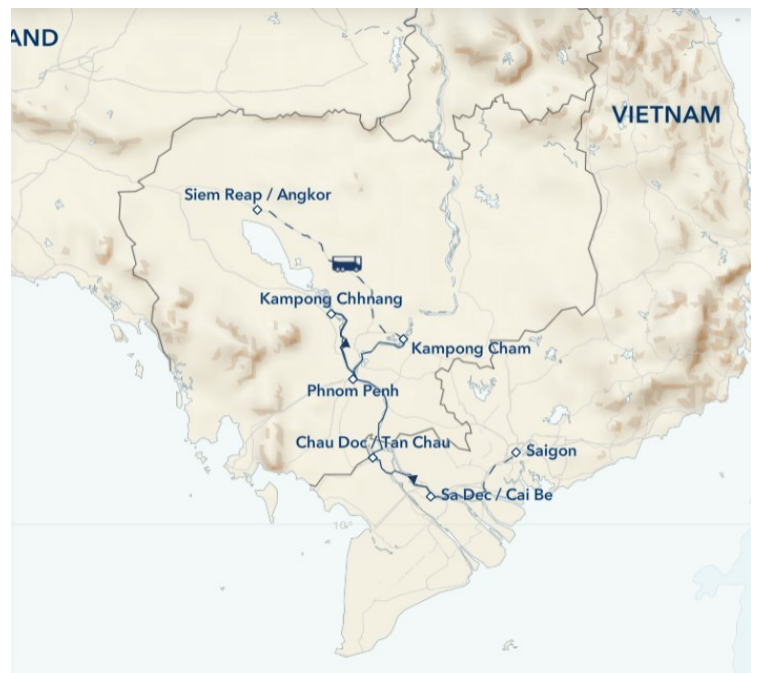 AND
VIETNAM
Siem Reap / Angkor
Kampong Chhnang
Kampong Cham
Phnom Penh
Chau Doc / Tan Chau
Saigon
Sa Dec / Cai Be
10°